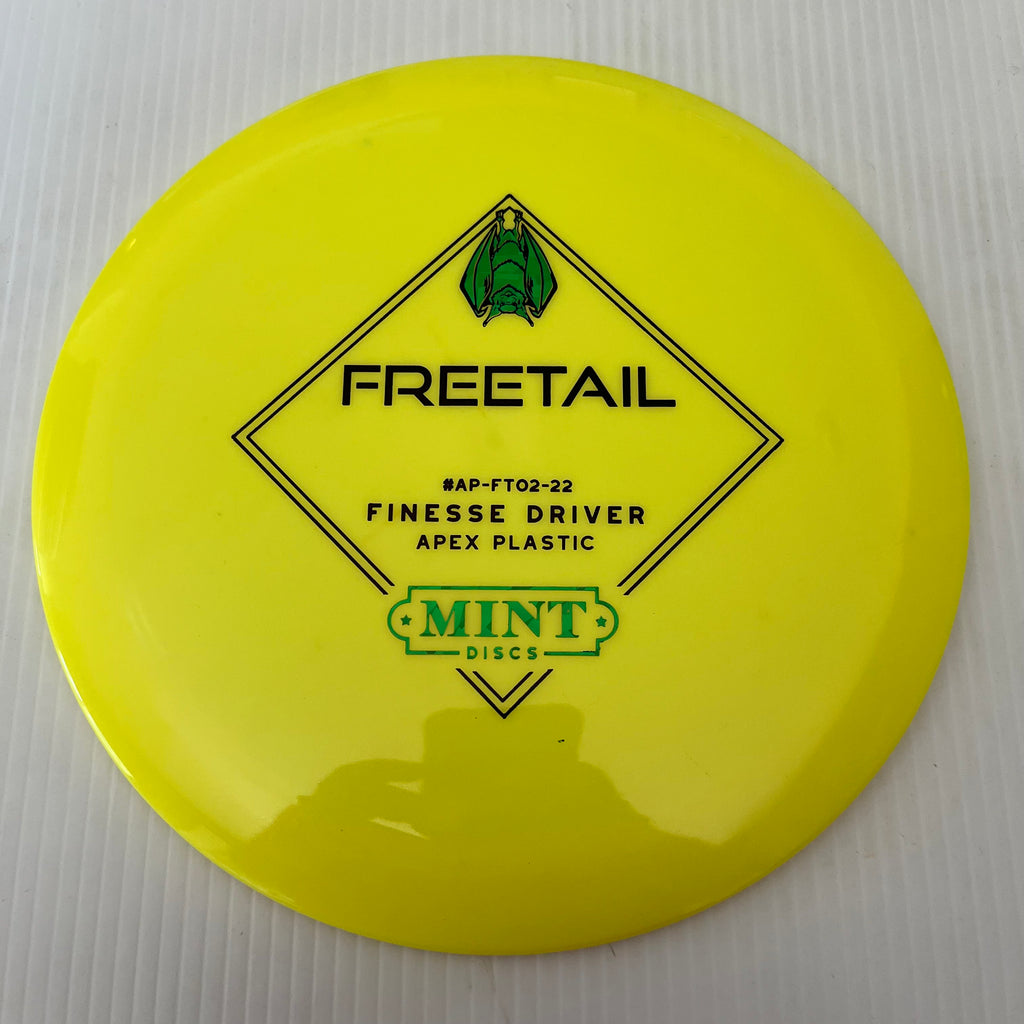 FREETAIL
#AP-FT02-22
FINESSE DRIVER
APEX PLASTIC
MINT
DISCS